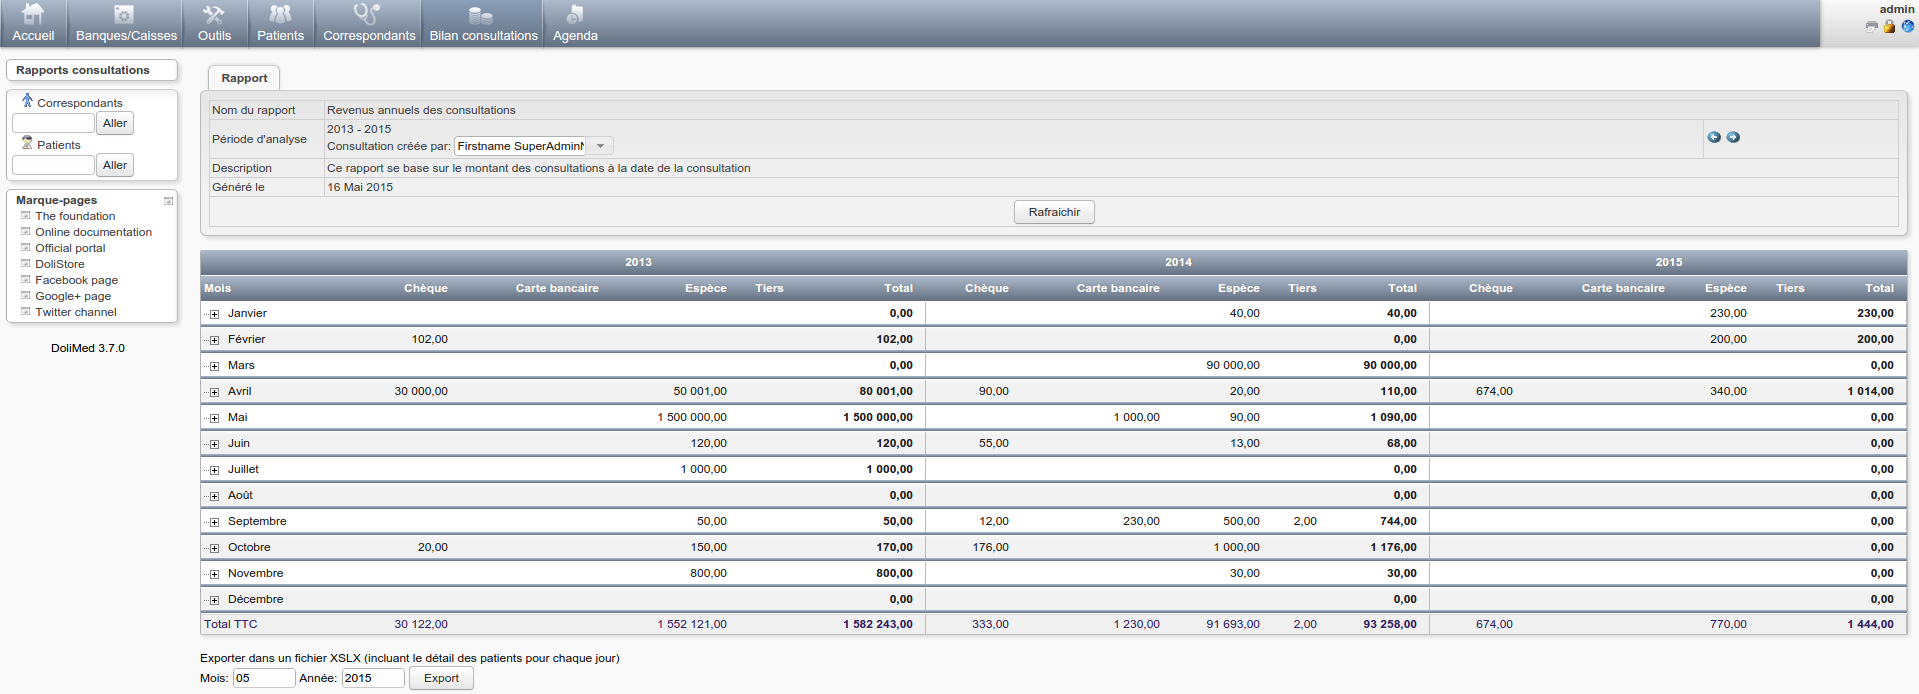 Accueil Banques/Caisses Outils Patients Correspondants Bilan consultations Agenda
admin
Rapports consultations
Correspondants
Aller
Patients
Aller
Marque-pages
The foundation
Online documentation
Official portal
DoliStore
Facebook page
Google+ page
Twitter channel
DoliMed 3.7.0
Rapport
Nom du rapport Revenus annuels des consultations
Période d'analyse 2013 - 2015
Consultation créée par: Firstname SuperAdmin
Description Ce rapport se base sur le montant des consultations à la date de la consultation
Généré le 16 Mai 2015
Rafraichir
2013 2014 2015
Mois Chèque Carte bancaire Espèce Tiers Total Chèque Carte bancaire Espèce Tiers Total Chèque Carte bancaire Espèce Tiers Total
Janvier 0,00 40,00 40,00 230,00 230,00
Février 102,00 102,00 0,00 200,00 200,00
Mars 0,00 90 000,00 90 000,00 0,00
Avril 30 000,00 50 001,00 80 001,00 90,00 20,00 110,00 674,00 340,00 1 014,00
Mai 1 500 000,00 1 500 000,00 1 000,00 90,00 1 090,00 0,00
Juin 120,00 120,00 55,00 13,00 68,00 0,00
Juillet 1 000,00 1 000,00 0,00 0,00
Août 0,00 0,00 0,00
Septembre 50,00 50,00 12,00 230,00 500,00 2,00 744,00 0,00
Octobre 20,00 150,00 170,00 176,00 1 000,00 1 176,00 0,00
Novembre 800,00 800,00 30,00 30,00 0,00
Décembre 0,00 0,00 0,00
Total TTC 30 122,00 1 552 121,00 1 582 243,00 333,00 1 230,00 91 693,00 2,00 93 258,00 674,00 770,00 1 444,00
Exporter dans un fichier XSLX (incluant le détail des patients pour chaque jour)
Mois: 05 Année: 2015 Export